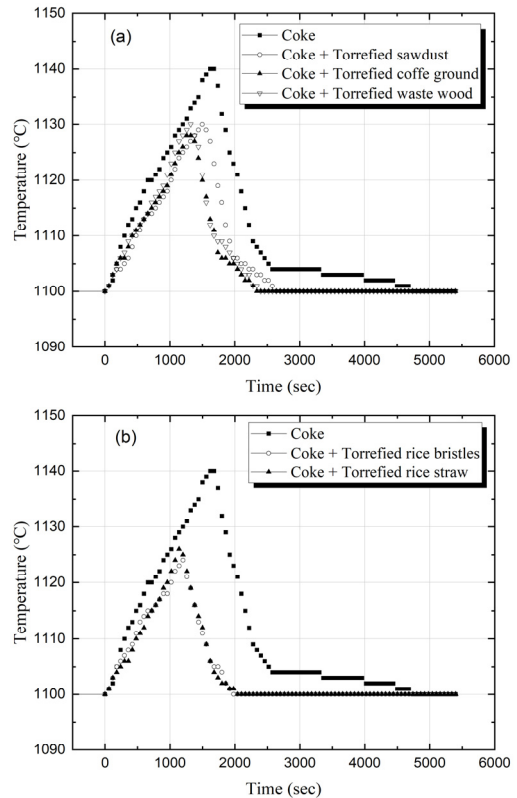 (a)
Coke
Coke + Torrefied sawdust
Coke + Torrefied coffe ground
Coke + Torrefied waste wood
Temperature (℃)
1150
1140
1130
1120
1110
1100
1090
0 1000 2000 3000 4000 5000 6000
Time (sec)
(b)
Coke
Coke + Torrefied rice bristles
Coke + Torrefied rice straw
Temperature (℃)
1150
1140
1130
1120
1110
1100
1090
0 1000 2000 3000 4000 5000 6000
Time (sec)